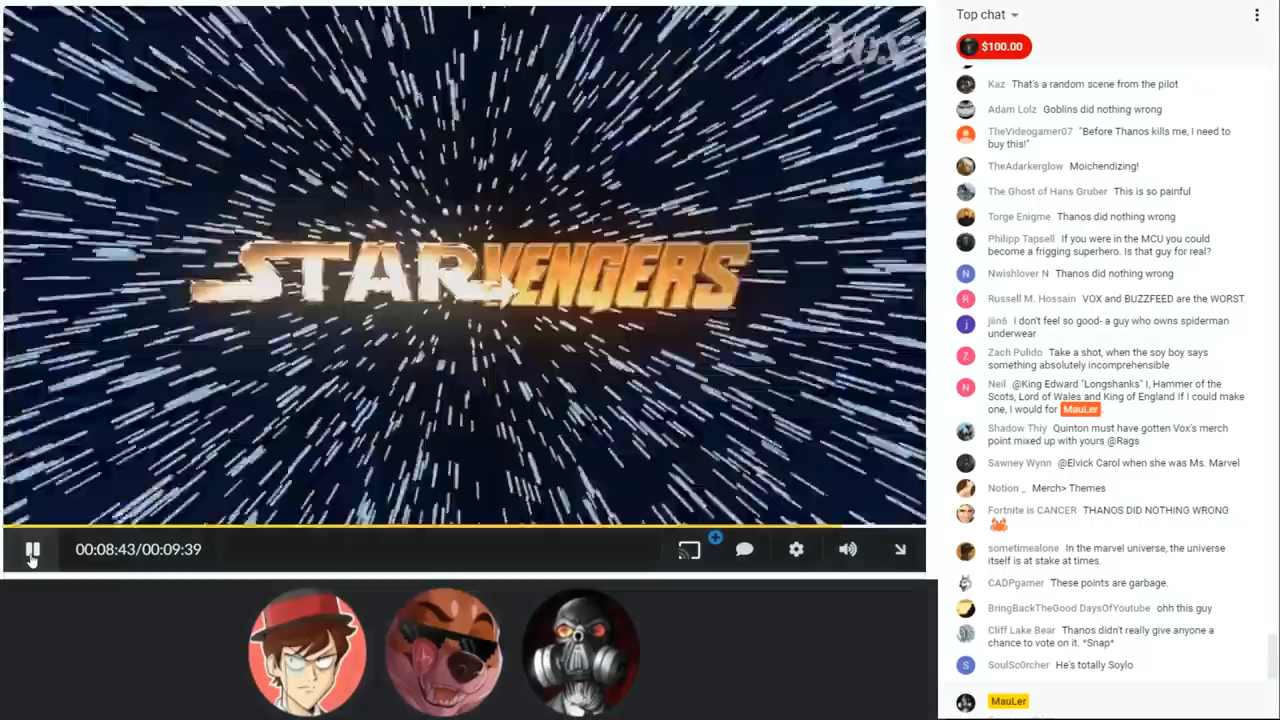 Vox
STARVENGERS
00:08:43/00:09:39
Top chat
$100.00
Kaz That's a random scene from the pilot
Adam Lolz Goblins did nothing wrong
TheVideogamer07 "Before Thanos kills me, I need to
buy this!"
TheAdarkerglow Moichendizing!
The Ghost of Hans Gruber This is so painful
Torge Enigme Thanos did nothing wrong
Philipp Tapsell If you were in the MCU you could
become a frigging superhero. Is that guy for real?
N Nwishlover N Thanos did nothing wrong
R Russell M. Hossain VOX and BUZZFEED are the WORST
j jiin6 i don't feel so good- a guy who owns spiderman
underwear
Z Zach Pulido Take a shot, when the soy boy says
something absolutely incomprehensible
N Neil @King Edward "Longshanks" I, Hammer of the
Scots, Lord of Wales and King of England If I could make
one, I would for MauLer
Shadow Thiy Quinton must have gotten Vox's merch
point mixed up with yours @Rags
Sawney Wynn @Elvick Carol when she was Ms. Marvel
Notion _ Merch> Themes
Fortnite is CANCER THANOS DID NOTHING WRONG
sometimealone In the marvel universe, the universe
itself is at stake at times.
CADPgamer These points are garbage.
BringBackTheGood DaysOfYoutube ohh this guy
Cliff Lake Bear Thanos didn't really give anyone a
chance to vote on it. *Snap*
S SoulSc0rcher He's totally Soylo
MauLer